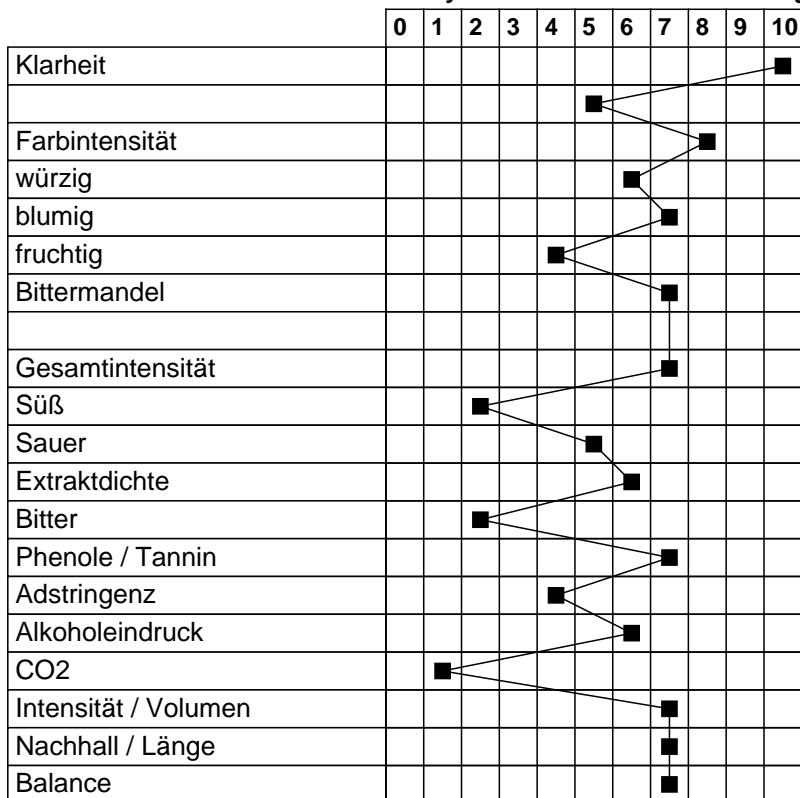 0 1 2 3 4 5 6 7 8 9 10
Klarheit
Farbintensität
würzig
blumig
fruchtig
Bittermandel
Gesamtintensität
Süß
Sauer
Extraktdichte
Bitter
Phenole / Tannin
Adstringenz
Alkoholeindruck
CO2
Intensität / Volumen
Nachhall / Länge
Balance